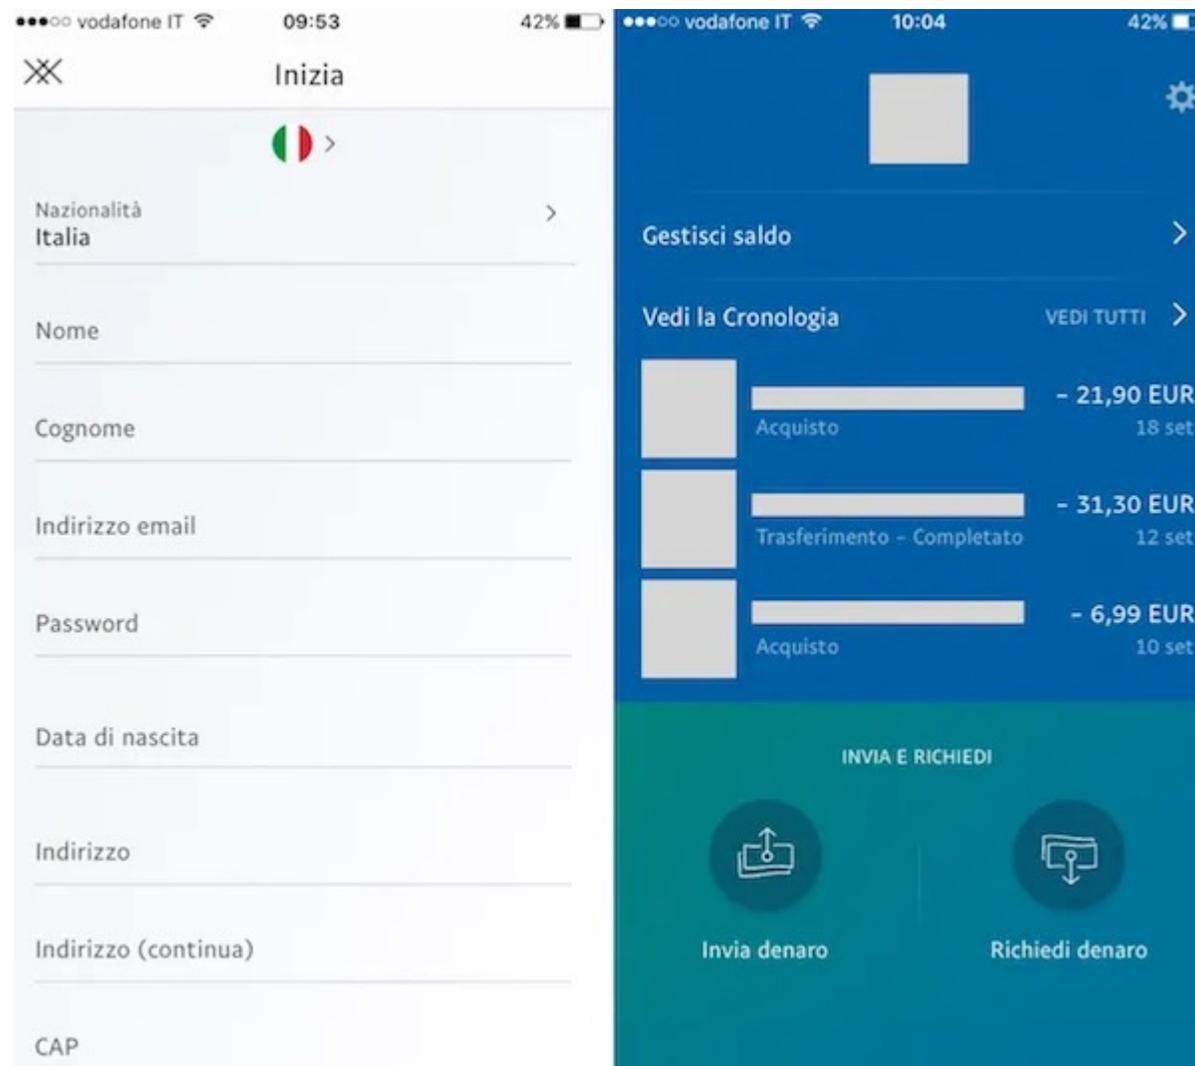 vodafone IT 09:53 42%
Inizia
Nazionalità
Italia
Nome
Cognome
Indirizzo email
Password
Data di nascita
Indirizzo
Indirizzo (continua)
CAP
vodafone IT 10:04 42%
Gestisci saldo
Vedi la Cronologia VEDI TUTTI
- 21,90 EUR
Acquisto 18 set
- 31,30 EUR
Trasferimento - Completato 12 set
- 6,99 EUR
Acquisto 10 set
INVIA E RICHIEDI
Invia denaro Richiedi denaro